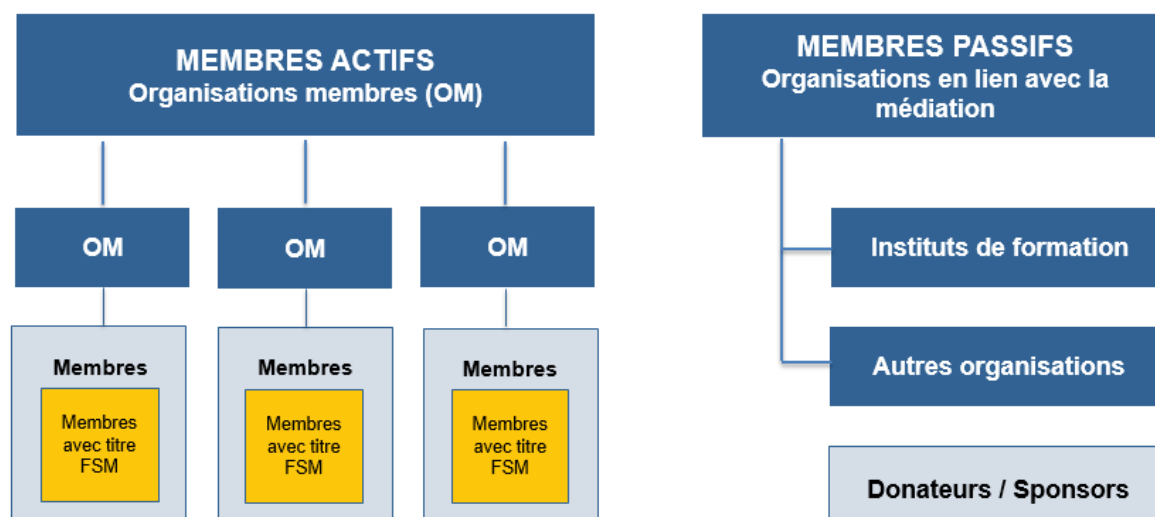 MEMBRES ACTIFS
Organisations membres (OM)
OM
OM
OM
Membres
Membres
avec titre
FSM
Membres
Membres
avec titre
FSM
Membres
Membres
avec titre
FSM
MEMBRES PASSIFS
Organisations en lien avec la
médiation
Instituts de formation
Autres organisations
Donateurs / Sponsors